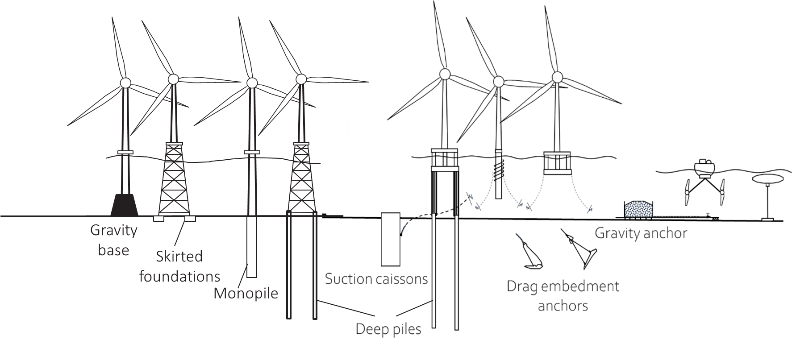 Gravity
base
Skirted
foundations
Monopile
Suction caissons
Deep piles
Drag embedment
anchors
Gravity anchor